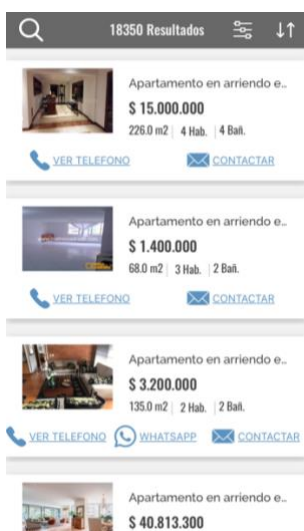 18350 Resultados
Apartamento en arriendo e...
$ 15.000.000
226.0 m2 | 4 Hab. | 4 Bañ.
VER TELEFONO CONTACTAR
Apartamento en arriendo e...
$ 1.400.000
68.0 m2 | 3 Hab. | 2 Bañ.
VER TELEFONO CONTACTAR
Apartamento en arriendo e...
$ 3.200.000
135.0 m2 | 2 Hab. | 2 Bañ.
VER TELEFONO WHATSAPP CONTACTAR
Apartamento en arriendo e...
$ 40.813.300